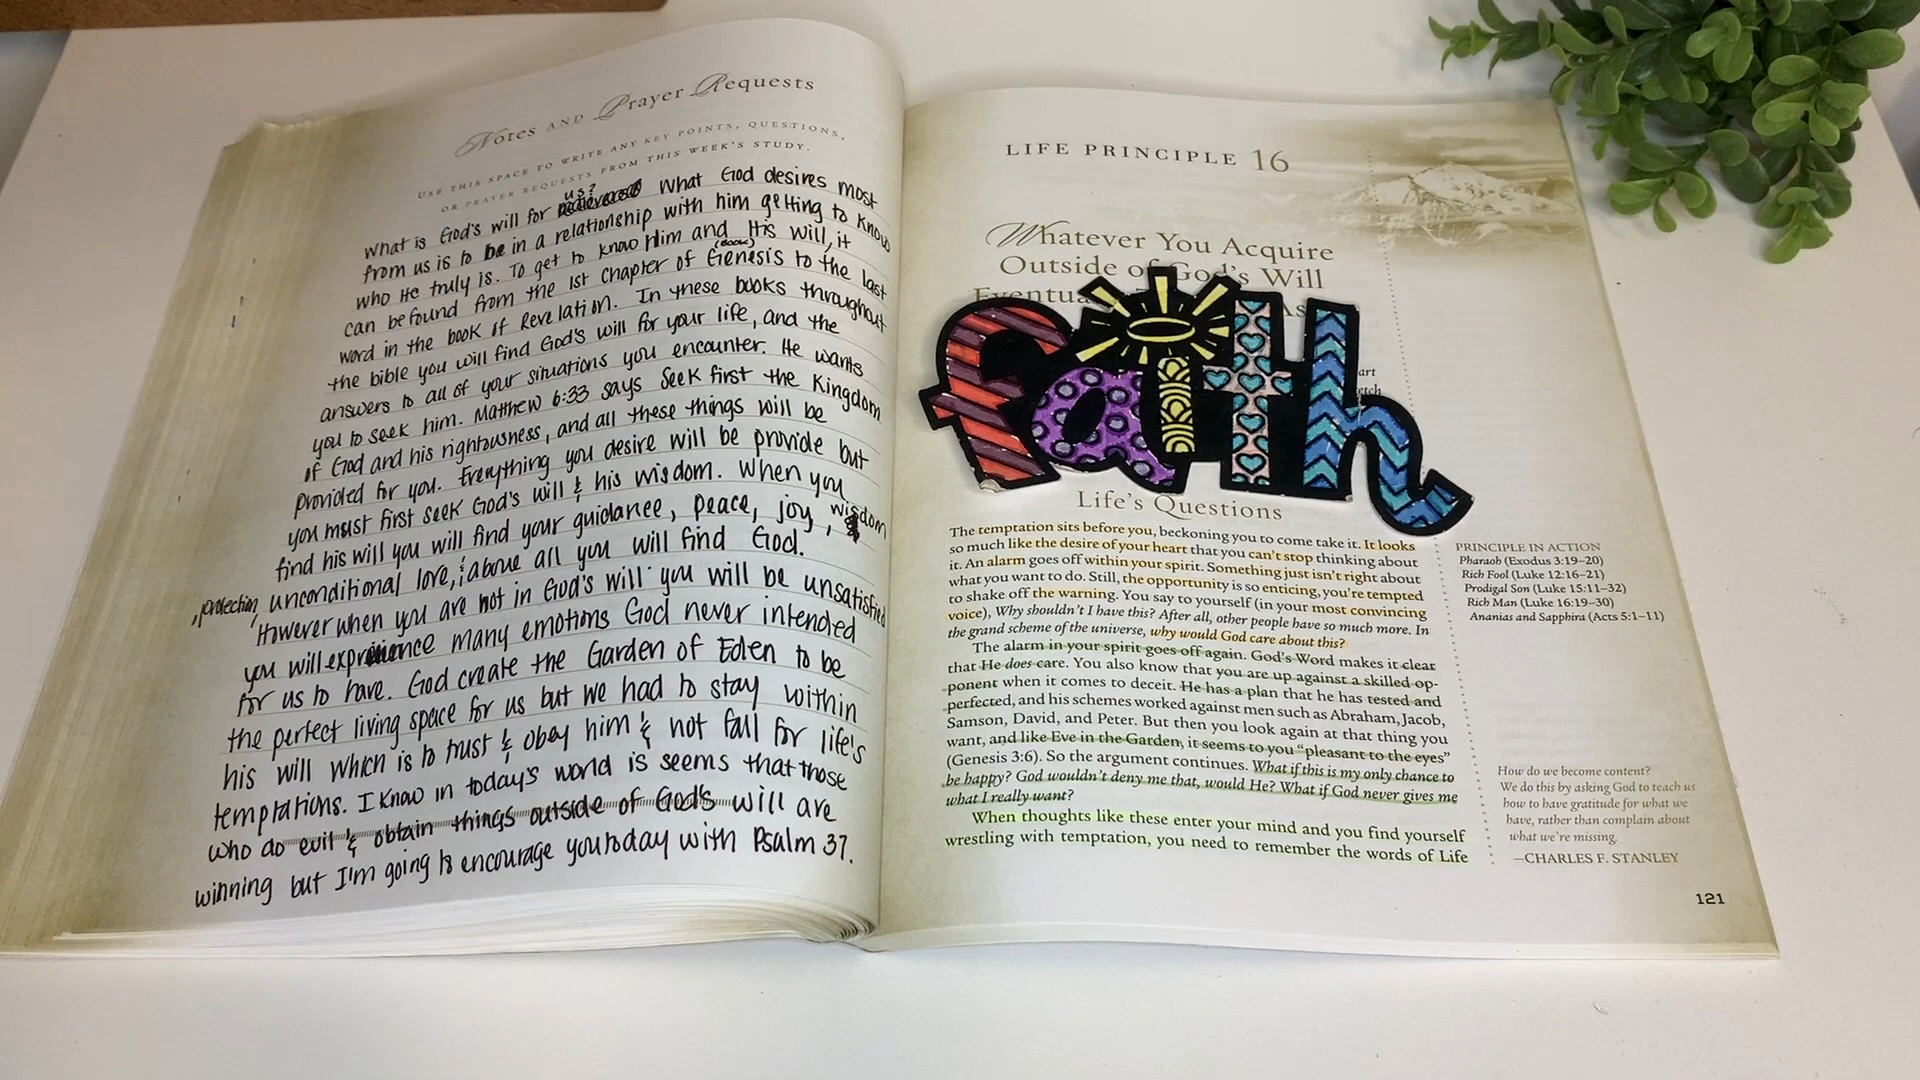 Notes AND Prayer Requests
USE THIS SPACE TO WRITE ANY KEY POINTS, QUESTIONS,
OR PRAYER REQUESTS FROM THIS WEEK'S STUDY.
What is God's will for us? What God desires most
from us is to be in a relationship with him getting to know
who He truly is. To get to know Him and His will, it
can be found from the 1st chapter of (book) Genesis to the last
word in the book of Revelation. In these books throughout
the bible you will find God's will for your life, and the
answers to all of your situations you encounter. He wants
you to seek him. Matthew 6:33 says Seek first the Kingdom
of God and his rightousness, and all these things will be
provided for you. Everything you desire will be provide but
you must first seek God's will & his wisdom. When you
find his will you will find your guidance, peace, joy, wisdom
, protection, unconditional love, & above all you will find God.
However when you are not in God's will you will be unsatisfied
you will experience many emotions God never intended
for us to have. God create the Garden of Eden to be
the perfect living space for us but we had to stay within
his will which is to trust & obey him & not fall for life's
temptations. I know in today's world is seems that those
who do evil & obtain things outside of God's will are
winning but I'm going to encourage you today with Psalm 37.
LIFE PRINCIPLE 16
Whatever You Acquire
Outside of God's Will
Eventua As
faith
art
etch
Life's Questions
The temptation sits before you, beckoning you to come take it. It looks
so much like the desire of your heart that you can't stop thinking about
it. An alarm goes off within your spirit. Something just isn't right about
what you want to do. Still, the opportunity is so enticing, you're tempted
to shake off the warning. You say to yourself (in your most convincing
voice), Why shouldn't I have this? After all, other people have so much more. In
the grand scheme of the universe, why would God care about this?
The alarm in your spirit goes off again. God's Word makes it clear
that He does care. You also know that you are up against a skilled op-
ponent when it comes to deceit. He has a plan that he has tested and
perfected, and his schemes worked against men such as Abraham, Jacob,
Samson, David, and Peter. But then you look again at that thing you
want, and like Eve in the Garden, it seems to you “pleasant to the eyes”
(Genesis 3:6). So the argument continues. What if this is my only chance to
be happy? God wouldn't deny me that, would He? What if God never gives me
what I really want?
When thoughts like these enter your mind and you find yourself
wrestling with temptation, you need to remember the words of Life
PRINCIPLE IN ACTION
Pharaoh (Exodus 3:19–20)
Rich Fool (Luke 12:16–21)
Prodigal Son (Luke 15:11–32)
Rich Man (Luke 16:19–30)
Ananias and Sapphira (Acts 5:1–11)
How do we become content?
We do this by asking God to teach us
how to have gratitude for what we
have, rather than complain about
what we're missing.
—CHARLES F. STANLEY
121